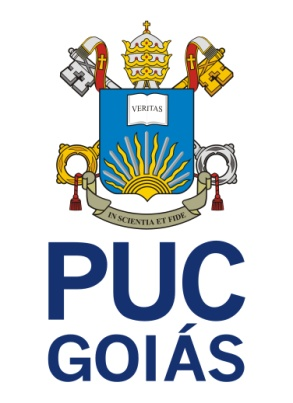 VERITAS
IN SCIENTIA ET FIDE
PUC
GOIÁS